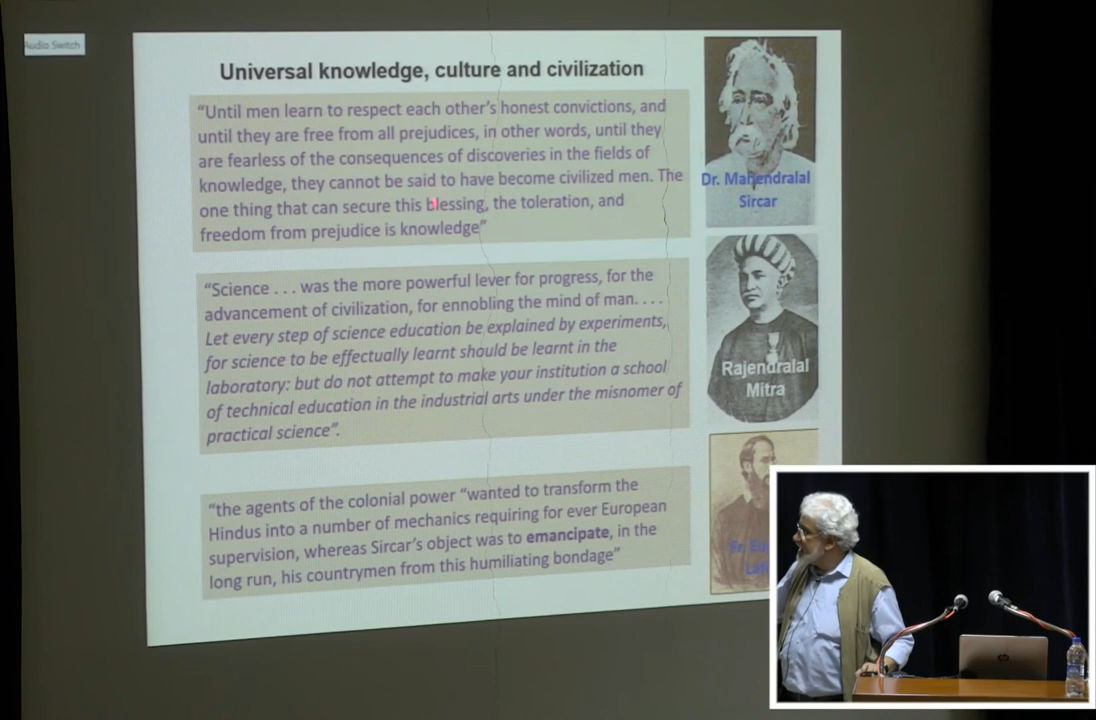 Audio Switch
Universal knowledge, culture and civilization
“Until men learn to respect each other’s honest convictions, and
until they are free from all prejudices, in other words, until they
are fearless of the consequences of discoveries in the fields of
knowledge, they cannot be said to have become civilized men. The
one thing that can secure this blessing, the toleration, and
freedom from prejudice is knowledge”
Dr. Mahendralal
Sircar
“Science . . . was the more powerful lever for progress, for the
advancement of civilization, for ennobling the mind of man. . . .
Let every step of science education be explained by experiments,
for science to be effectually learnt should be learnt in the
laboratory: but do not attempt to make your institution a school
of technical education in the industrial arts under the misnomer of
practical science”.
Rajendralal
Mitra
“the agents of the colonial power “wanted to transform the
Hindus into a number of mechanics requiring for ever European
supervision, whereas Sircar’s object was to emancipate, in the
long run, his countrymen from this humiliating bondage”
Fr.
hp